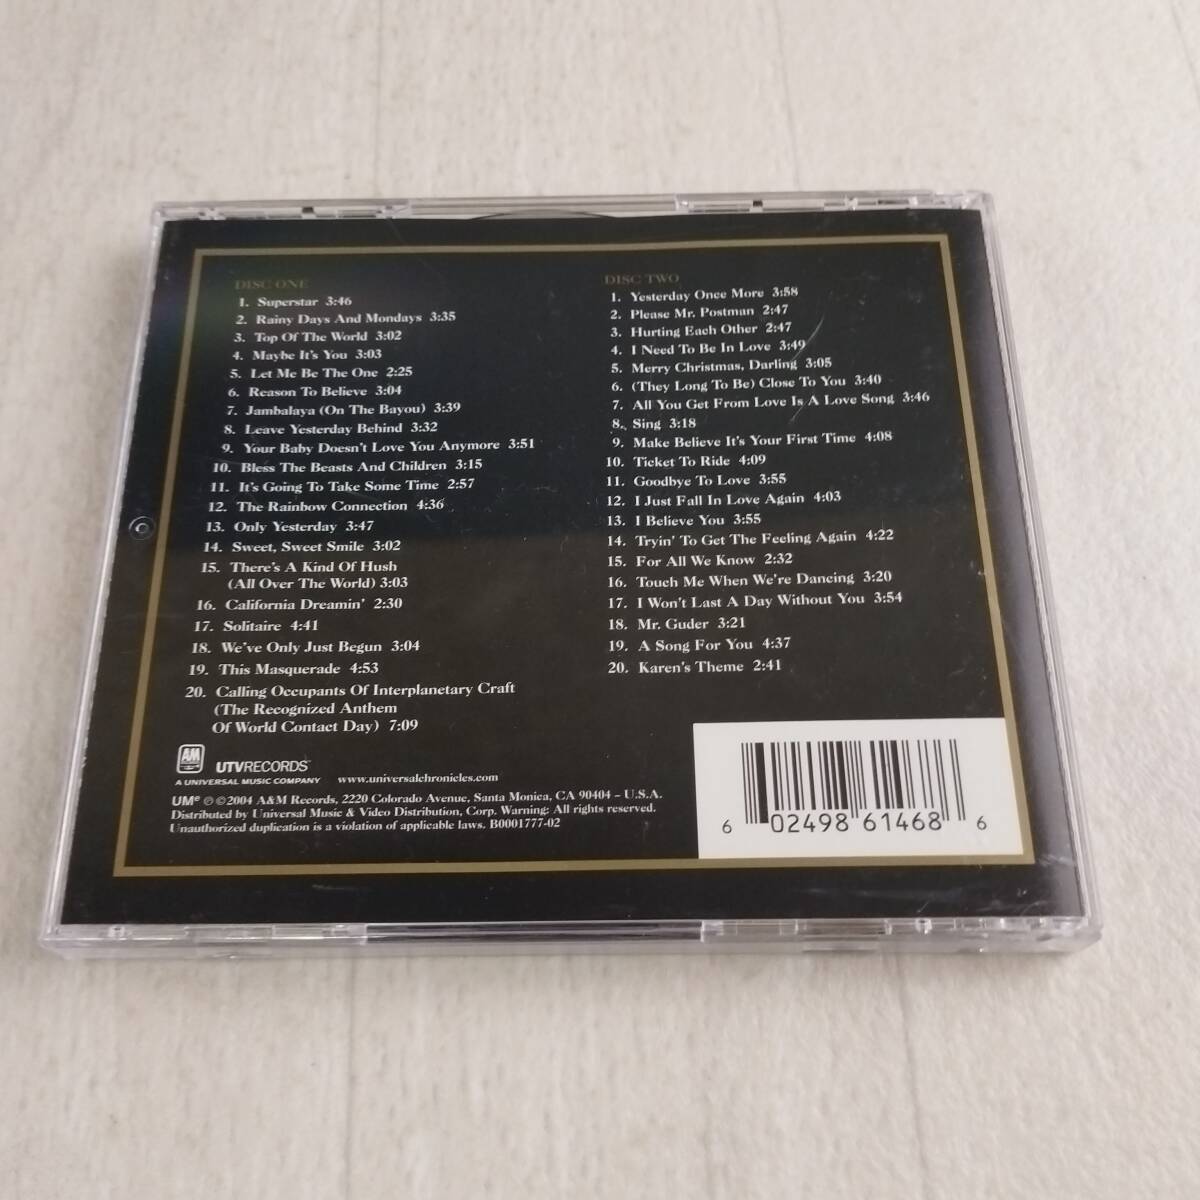 DISC ONE
1. Superstar 3:46
2. Rainy Days And Mondays 3:35
3. Top Of The World 3:02
4. Maybe It's You 3:03
5. Let Me Be The One 2:25
6. Reason To Believe 3:04
7. Jambalaya (On The Bayou) 3:39
8. Leave Yesterday Behind 3:32
9. Your Baby Doesn't Love You Anymore 3:51
10. Bless The Beasts And Children 3:15
11. It's Going To Take Some Time 2:57
12. The Rainbow Connection 4:36
13. Only Yesterday 3:47
14. Sweet, Sweet Smile 3:02
15. There's A Kind Of Hush
(All Over The World) 3:03
16. California Dreamin' 2:30
17. Solitaire 4:41
18. We've Only Just Begun 3:04
19. This Masquerade 4:53
20. Calling Occupants Of Interplanetary Craft
(The Recognized Anthem
Of World Contact Day) 7:09
DISC TWO
1. Yesterday Once More 3:58
2. Please Mr. Postman 2:47
3. Hurting Each Other 2:47
4. I Need To Be In Love 3:49
5. Merry Christmas, Darling 3:05
6. (They Long To Be) Close To You 3:40
7. All You Get From Love Is A Love Song 3:46
8. Sing 3:18
9. Make Believe It's Your First Time 4:08
10. Ticket To Ride 4:09
11. Goodbye To Love 3:55
12. I Just Fall In Love Again 4:03
13. I Believe You 3:55
14. Tryin' To Get The Feeling Again 4:22
15. For All We Know 2:32
16. Touch Me When We're Dancing 3:20
17. I Won't Last A Day Without You 3:54
18. Mr. Guder 3:21
19. A Song For You 4:37
20. Karen's Theme 2:41
AM
UTVRECORDS™
A UNIVERSAL MUSIC COMPANY
www.universalchronicles.com
UMe ℗ © 2004 A&M Records, 2220 Colorado Avenue, Santa Monica, CA 90404 – U.S.A.
Distributed by Universal Music & Video Distribution, Corp. Warning: All rights reserved.
Unauthorized duplication is a violation of applicable laws. B0001777-02
6 02498 61468 6